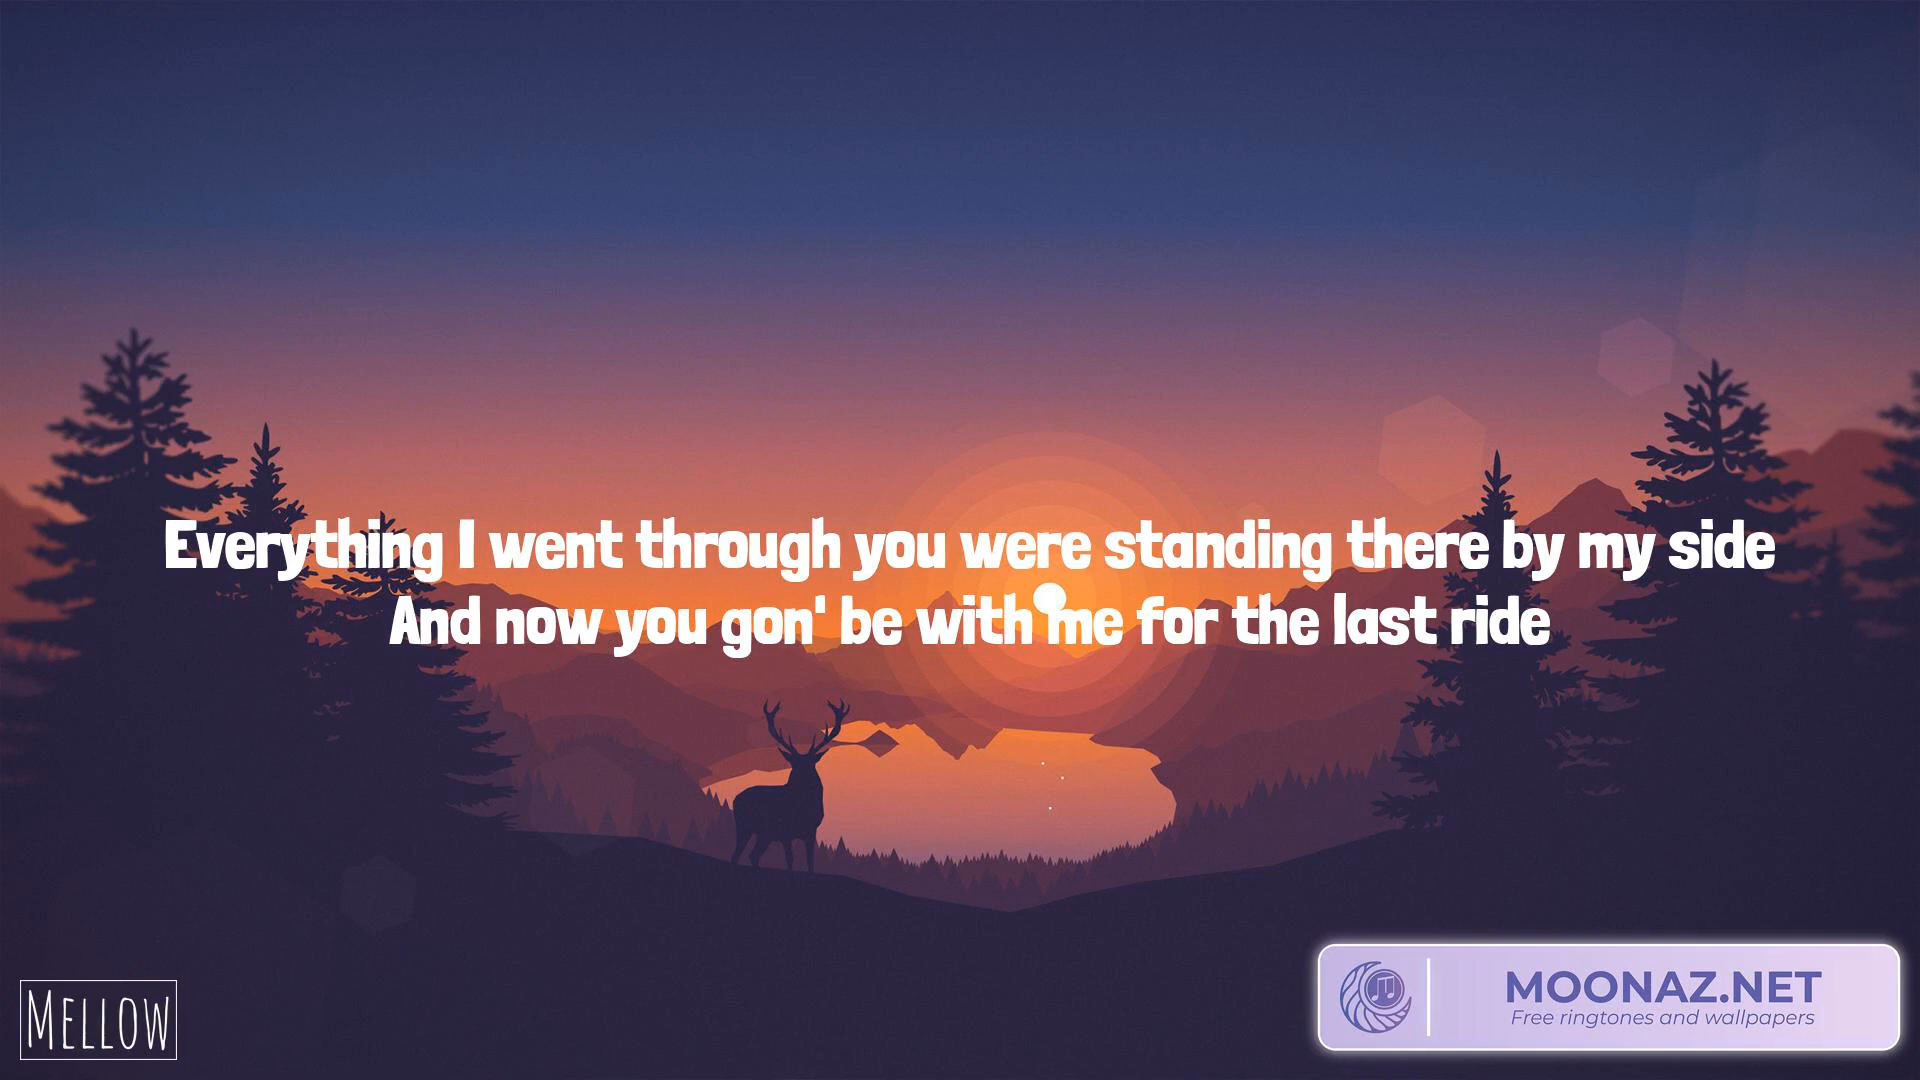 Everything I went through you were standing there by my side
And now you gon' be with me for the last ride
MELLOW
MOONAZ.NET
Free ringtones and wallpapers